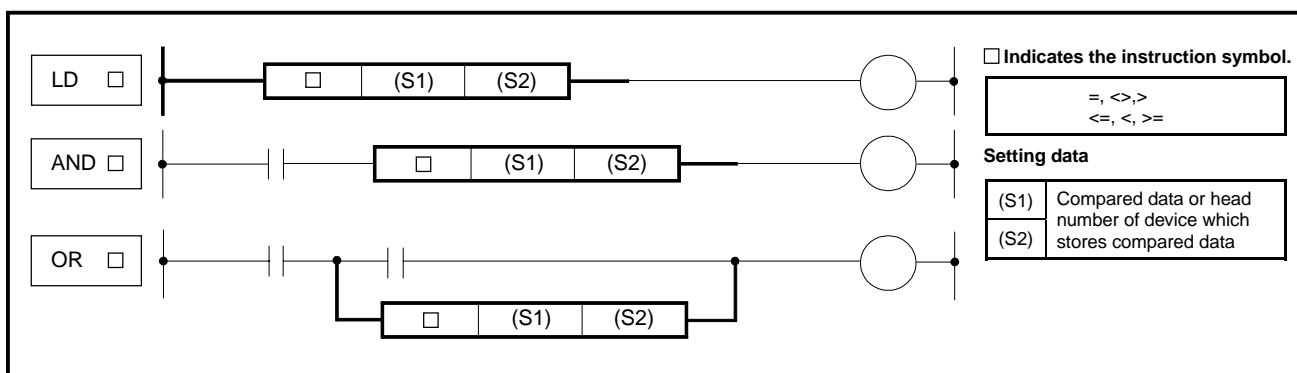 LD □
□ (S1) (S2)
AND □
□ (S1) (S2)
OR □
□ (S1) (S2)
□ Indicates the instruction symbol.
=, <>,>
<=, <, >=
Setting data
(S1)
(S2)
Compared data or head
number of device which
stores compared data